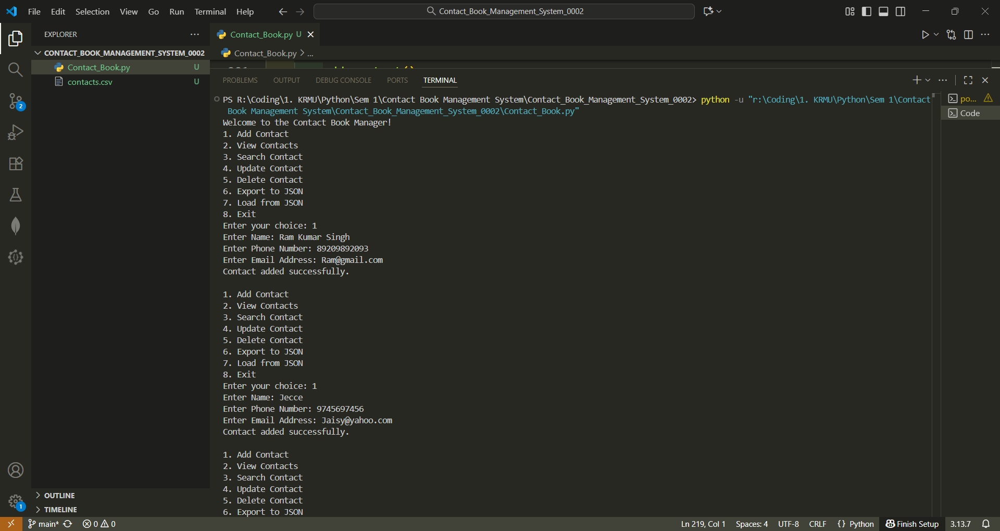 File Edit Selection View Go Run Terminal Help
Contact_Book_Management_System_0002
EXPLORER
Contact_Book.py U
CONTACT_BOOK_MANAGEMENT_SYSTEM_0002
Contact_Book.py U
contacts.csv U
Contact_Book.py > ...
PROBLEMS OUTPUT DEBUG CONSOLE PORTS TERMINAL
PS R:\Coding\1. KRMU\Python\Sem 1\Contact Book Management System\Contact_Book_Management_System_0002> python -u "r:\Coding\1. KRMU\Python\Sem 1\Contact
Book Management System\Contact_Book_Management_System_0002\Contact_Book.py"
Welcome to the Contact Book Manager!
1. Add Contact
2. View Contacts
3. Search Contact
4. Update Contact
5. Delete Contact
6. Export to JSON
7. Load from JSON
8. Exit
Enter your choice: 1
Enter Name: Ram Kumar Singh
Enter Phone Number: 89209892093
Enter Email Address: Ram@gmail.com
Contact added successfully.
1. Add Contact
2. View Contacts
3. Search Contact
4. Update Contact
5. Delete Contact
6. Export to JSON
7. Load from JSON
8. Exit
Enter your choice: 1
Enter Name: Jecce
Enter Phone Number: 9745697456
Enter Email Address: Jaisy@yahoo.com
Contact added successfully.
1. Add Contact
2. View Contacts
3. Search Contact
4. Update Contact
5. Delete Contact
6. Export to JSON
po...
Code
2
1
OUTLINE
TIMELINE
main* 0 0
Ln 219, Col 1 Spaces: 4 UTF-8 CRLF {} Python Finish Setup 3.13.7